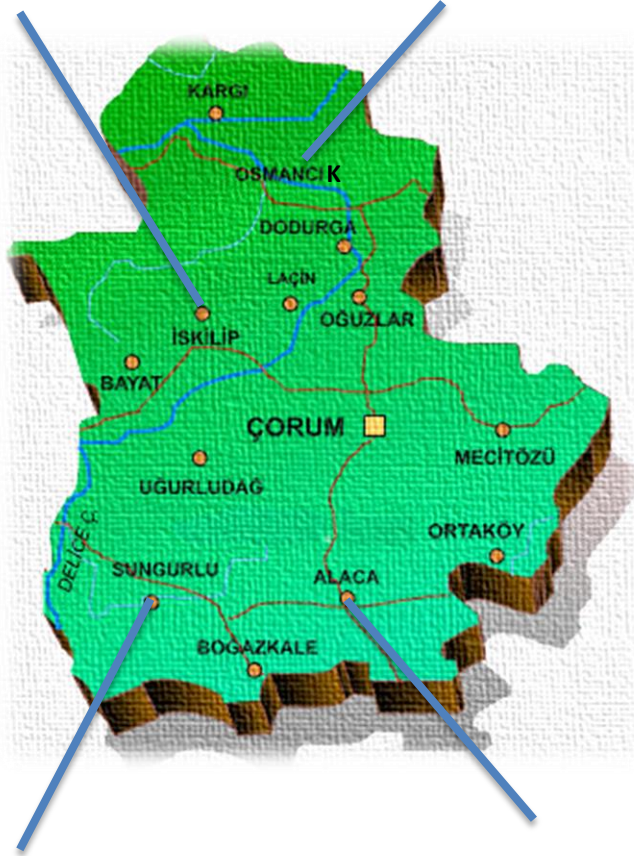 KARGI
OSMANCIK
DODURGA
LAÇİN
OĞUZLAR
İSKİLİP
BAYAT
ÇORUM
MECİTÖZÜ
UĞURLUDAĞ
DELİCE Ç.
ORTAKÖY
SUNGURLU
ALACA
BOĞAZKALE